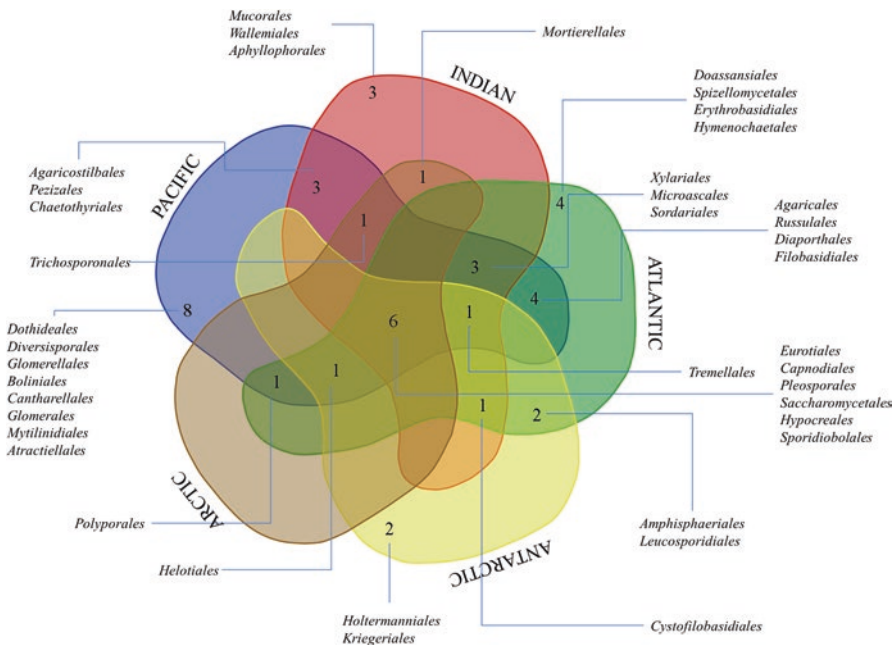 Mucorales
Wallemiales
Aphyllophorales
Mortierellales
INDIAN
3
Doassansiales
Spizellomycetales
Erythrobasidiales
Hymenochaetales
PACIFIC
Agaricostilbales
Pezizales
Chaetothyriales
3
1
4
Xylariales
Microascales
Sordariales
Agaricales
Russulales
Diaporthales
Filobasidiales
1
Trichosporonales
3
4
ATLANTIC
8
6
1
Dothideales
Diversisporales
Glomerellales
Boliniales
Cantharellales
Glomerales
Mytilinidiales
Atractiellales
1
1
Tremellales
Eurotiales
Capnodiales
Pleosporales
Saccharomycetales
Hypocreales
Sporidiobolales
1
2
ARCTIC
Polyporales
2
ANTARCTIC
Amphisphaeriales
Leucosporidiales
Helotiales
Holtermanniales
Kriegeriales
Cystofilobasidiales